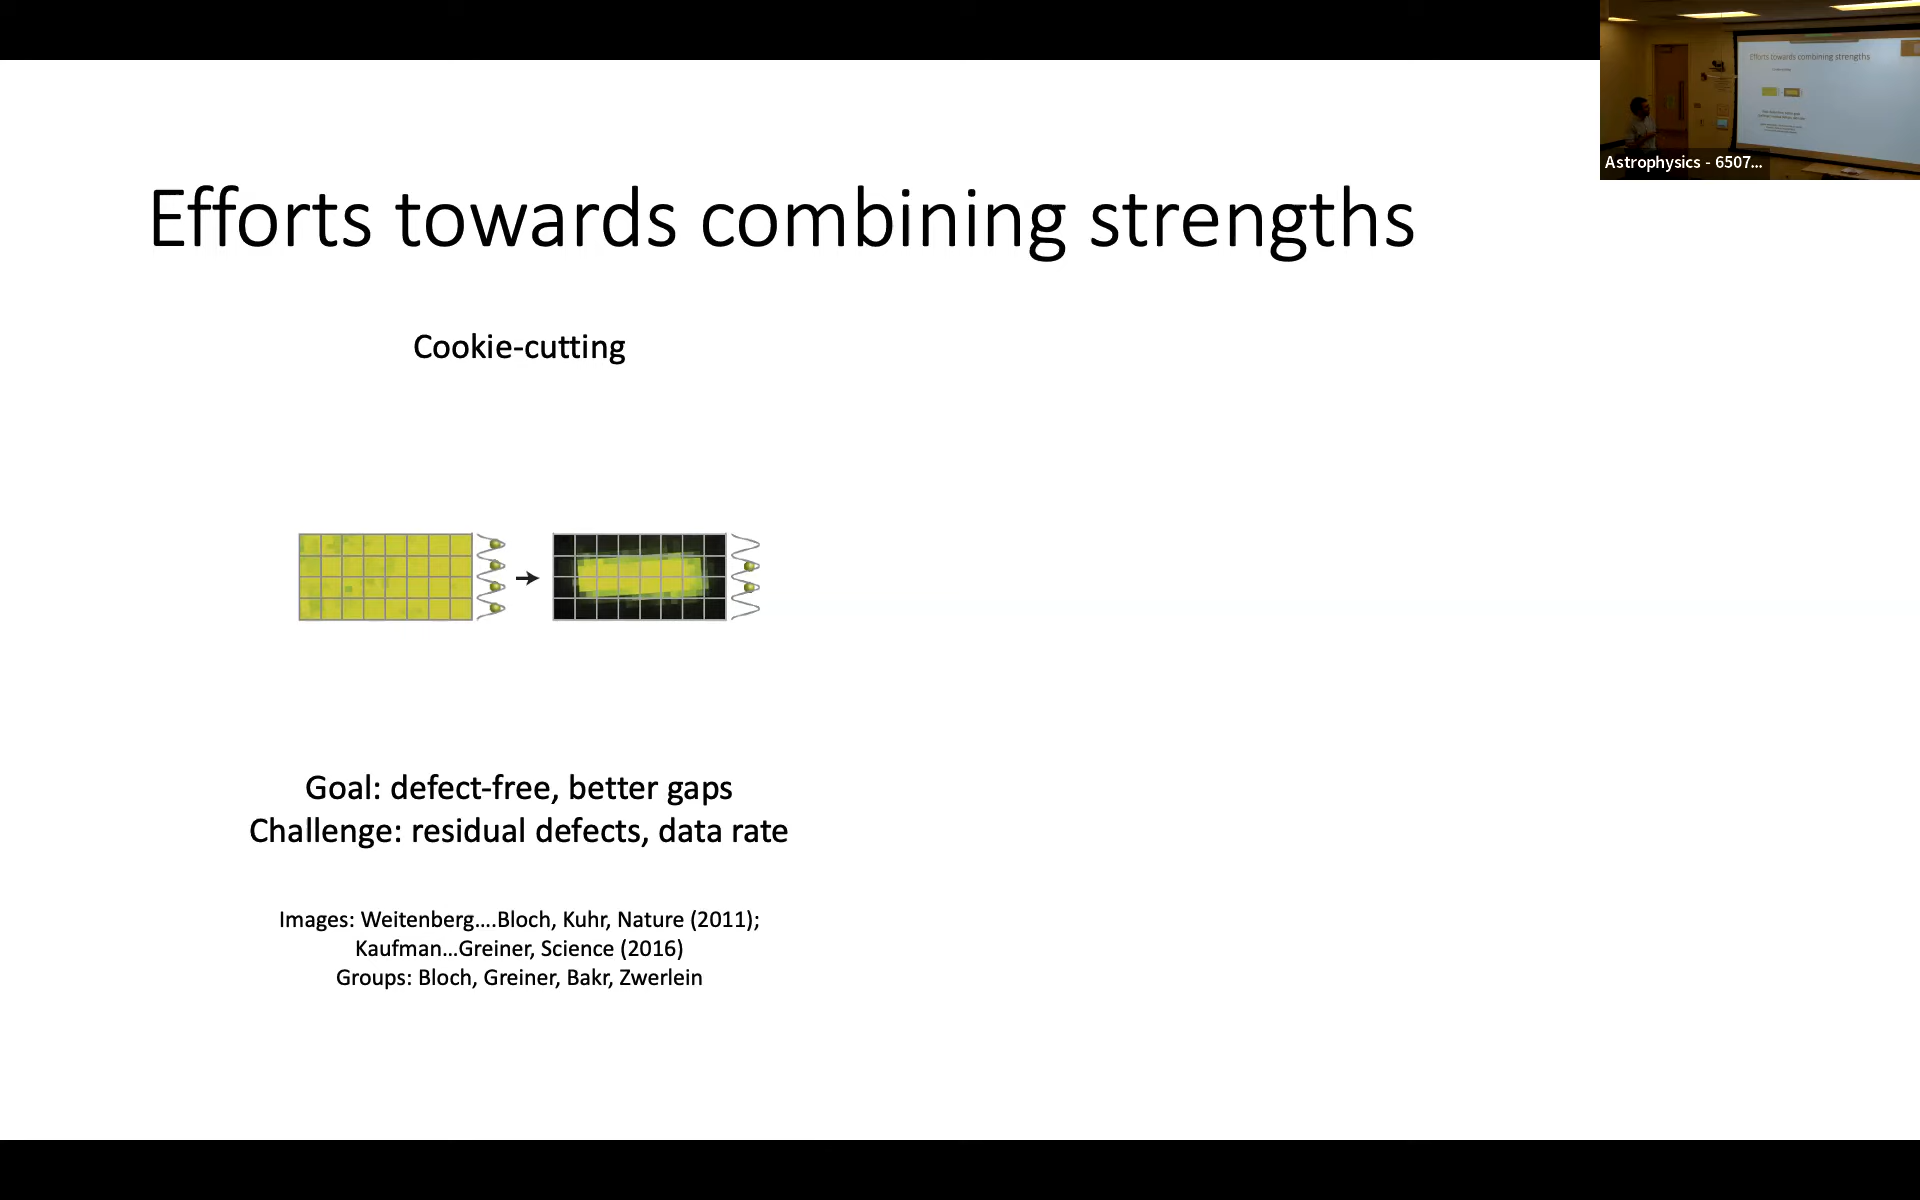 Efforts towards combining strengths
Cookie-cutting
Goal: defect-free, better gaps
Challenge: residual defects, data rate
Images: Weitenberg....Bloch, Kuhr, Nature (2011);
Kaufman...Greiner, Science (2016)
Groups: Bloch, Greiner, Bakr, Zwerlein
Efforts towards combining strengths
Astrophysics - 6507...